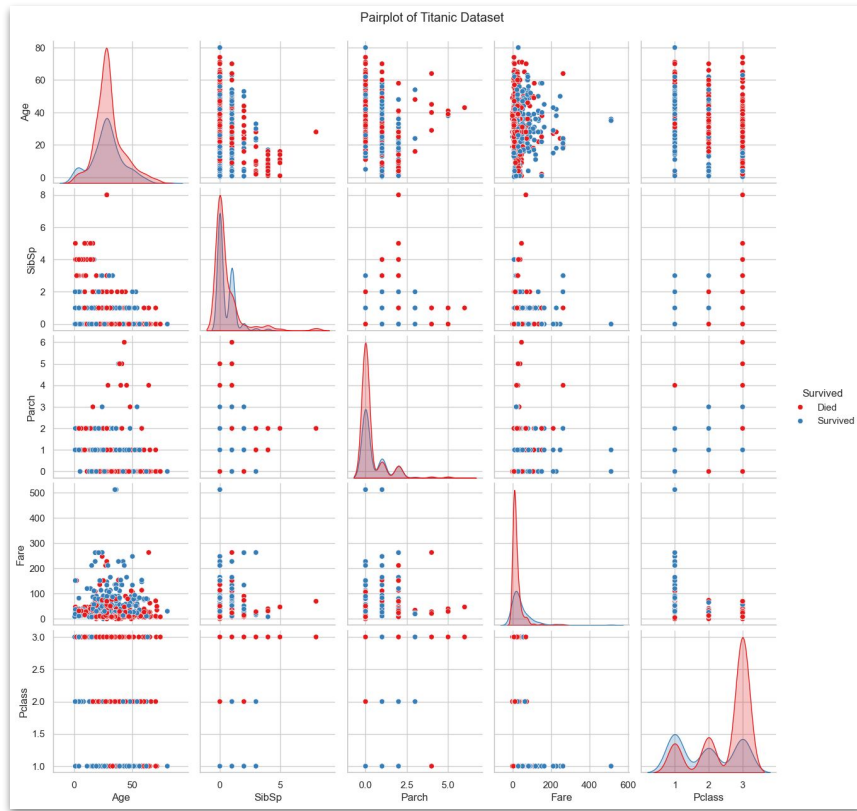 Pairplot of Titanic Dataset
80
60
40
20
0
Age
8
6
4
2
0
SibSp
6
5
4
3
2
1
0
Parch
Survived
Died
Survived
500
400
300
200
100
0
Fare
3.0
2.5
2.0
1.5
1.0
Pclass
0 50
0 5
0.0 2.5 5.0
0 200 400 600
1 2 3
Age SibSp Parch Fare Pclass